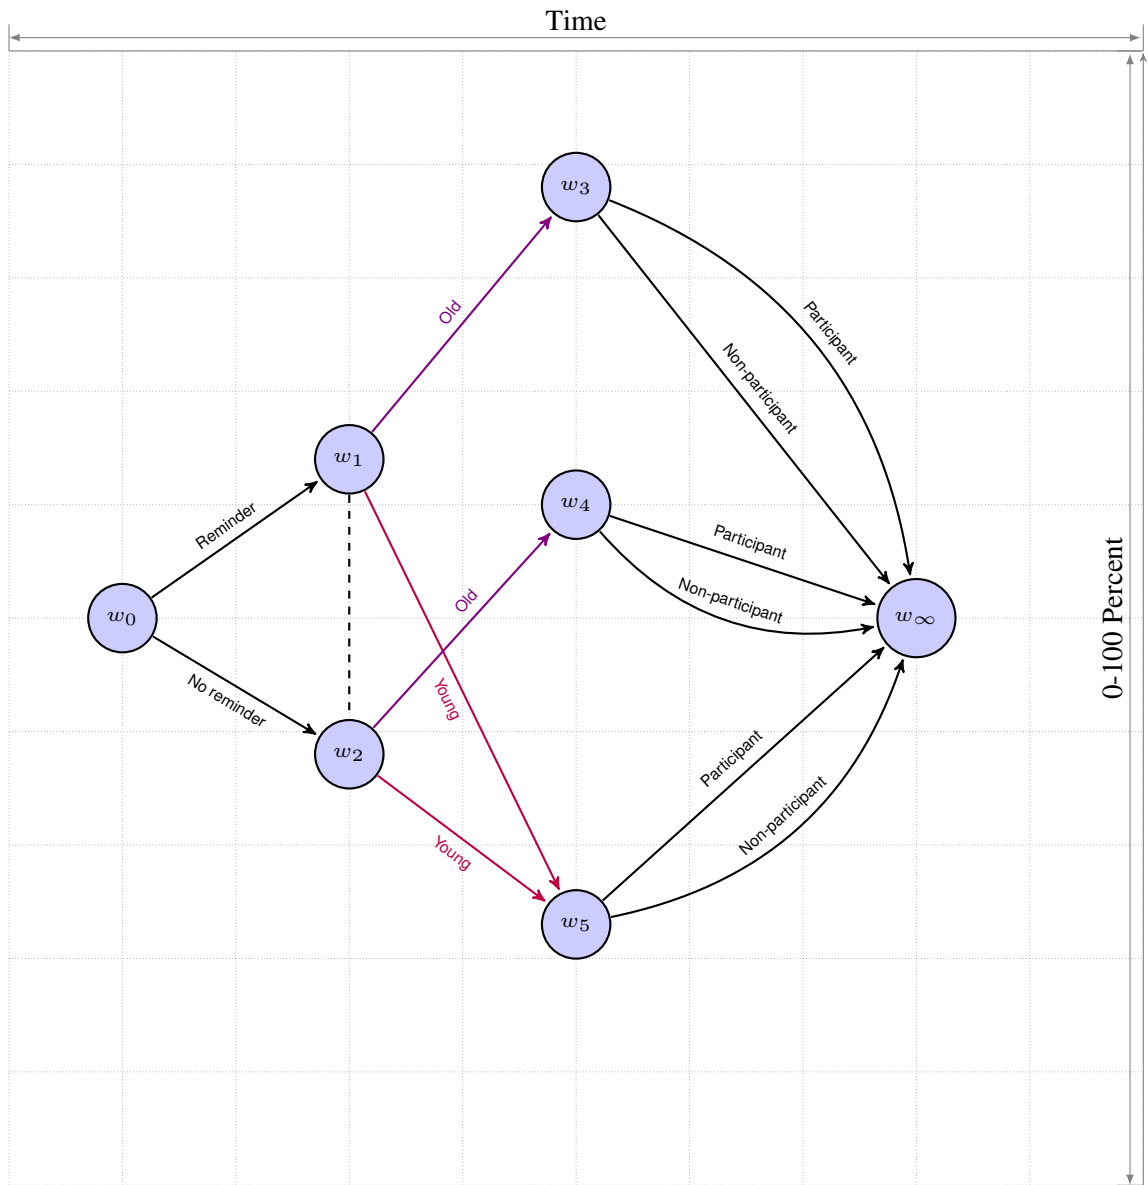 Time
w3
Participant
Old
Non-participant
w1
w4
Reminder
Participant
0-100 Percent
Non-participant
Old
w0
w∞
No reminder
Young
w2
Participant
Non-participant
Young
w5